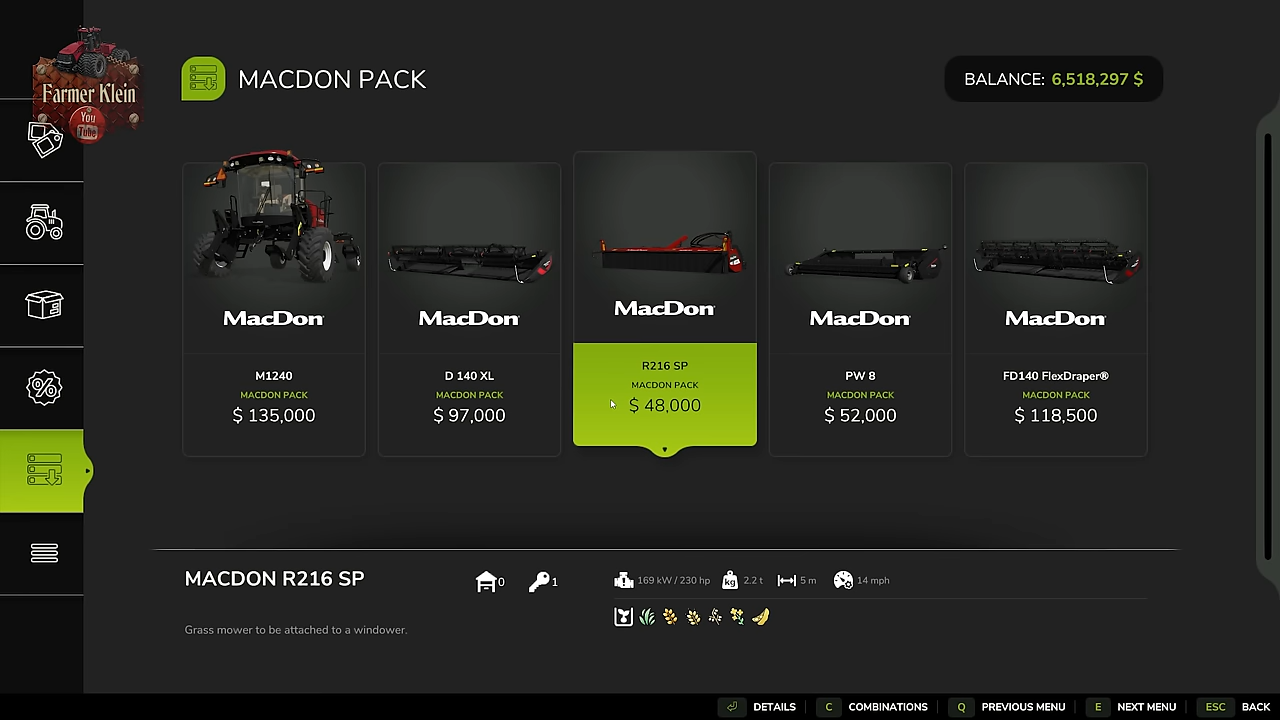 Farmer Klein
You
Tube
MACDON PACK
BALANCE: 6,518,297 $
MacDon
M1240
MACDON PACK
$ 135,000
MacDon
D 140 XL
MACDON PACK
$ 97,000
MacDon
R216 SP
MACDON PACK
$ 48,000
MacDon
PW 8
MACDON PACK
$ 52,000
MacDon
FD140 FlexDraper®
MACDON PACK
$ 118,500
MACDON R216 SP
0
1
169 kW / 230 hp
kg
2.2 t
5 m
14 mph
Grass mower to be attached to a windower.
DETAILS
C COMBINATIONS
Q PREVIOUS MENU
E NEXT MENU
ESC BACK